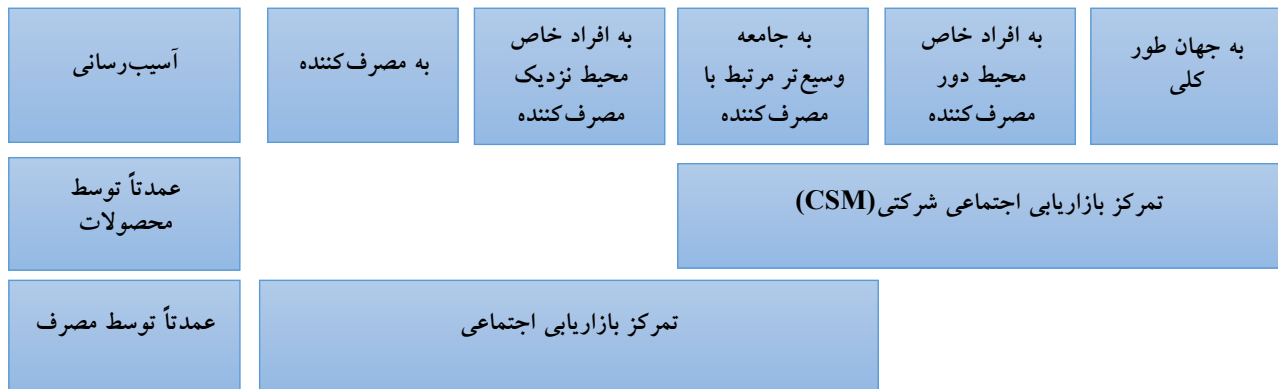 آسیب‌رسانی
به مصرف‌کننده
به افراد خاص
محیط نزدیک
مصرف‌کننده
به جامعه
وسیع‌تر مرتبط با
مصرف‌کننده
به افراد خاص
محیط دور
مصرف‌کننده
به جهان طور
کلی
عمدتاً توسط
محصولات
تمرکز بازاریابی اجتماعی شرکتی(CSM)
عمدتاً توسط مصرف
تمرکز بازاریابی اجتماعی